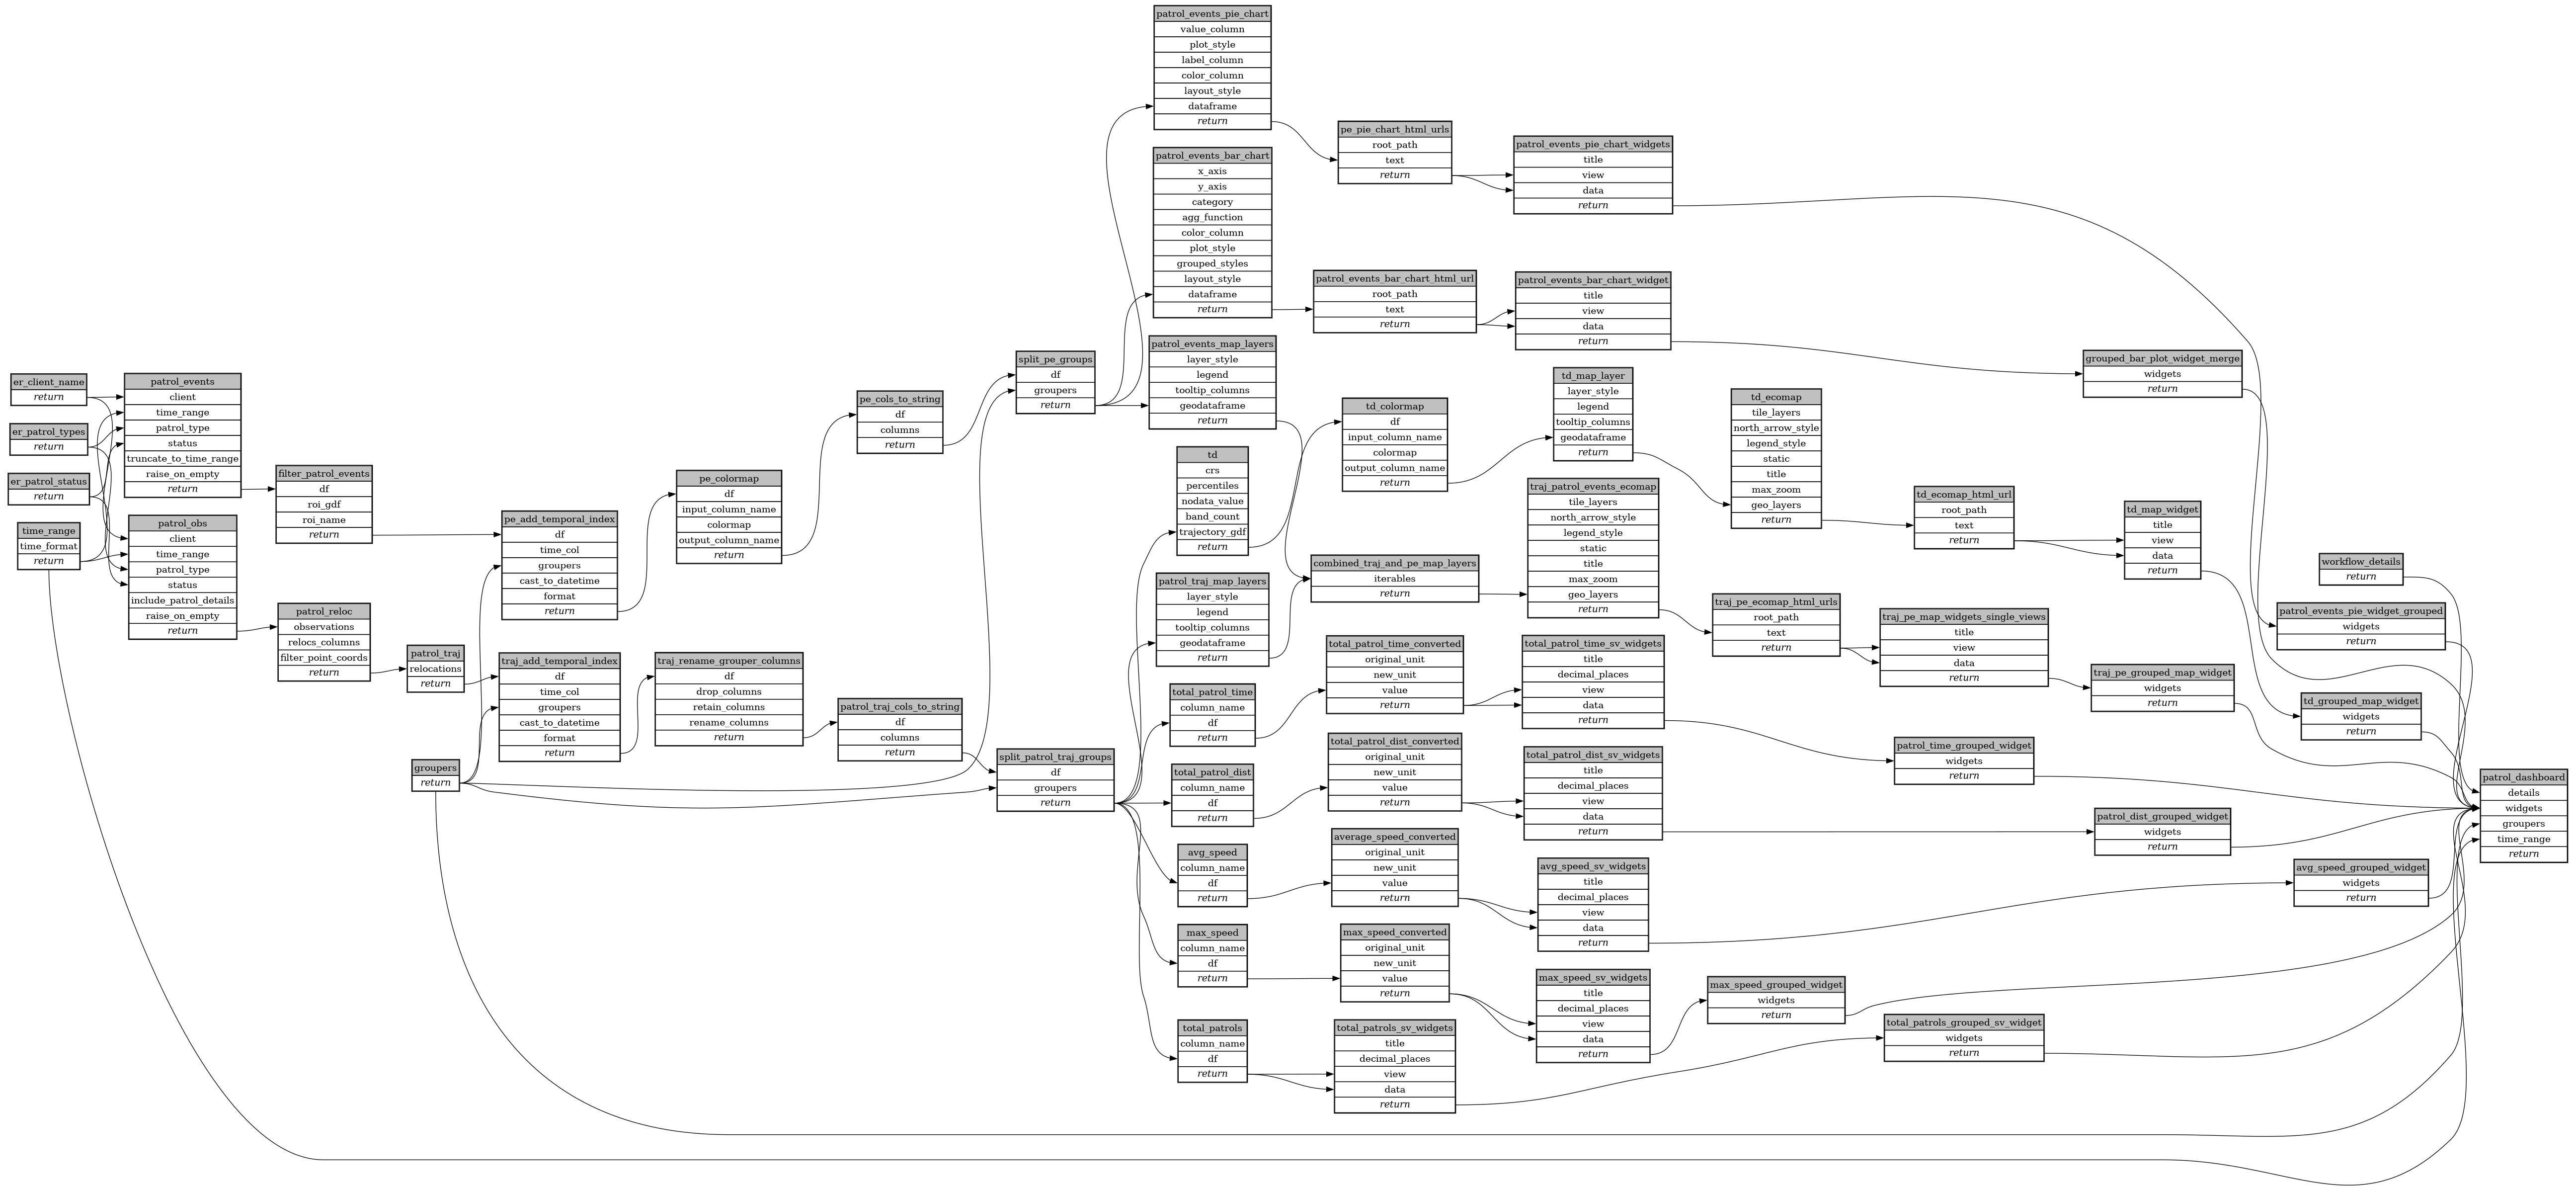 er_client_name
return
er_patrol_types
return
er_patrol_status
return
time_range
time_format
return
patrol_events
client
time_range
patrol_type
status
truncate_to_time_range
raise_on_empty
return
patrol_obs
client
time_range
patrol_type
status
include_patrol_details
raise_on_empty
return
filter_patrol_events
df
roi_gdf
roi_name
return
patrol_reloc
observations
relocs_columns
filter_point_coords
return
patrol_traj
relocations
return
groupers
return
pe_add_temporal_index
df
time_col
groupers
cast_to_datetime
format
return
traj_add_temporal_index
df
time_col
groupers
cast_to_datetime
format
return
pe_colormap
df
input_column_name
colormap
output_column_name
return
traj_rename_grouper_columns
df
drop_columns
retain_columns
rename_columns
return
pe_cols_to_string
df
columns
return
patrol_traj_cols_to_string
df
columns
return
split_pe_groups
df
groupers
return
split_patrol_traj_groups
df
groupers
return
patrol_events_pie_chart
value_column
plot_style
label_column
color_column
layout_style
dataframe
return
patrol_events_bar_chart
x_axis
y_axis
category
agg_function
color_column
plot_style
grouped_styles
layout_style
dataframe
return
patrol_events_map_layers
layer_style
legend
tooltip_columns
geodataframe
return
td
crs
percentiles
nodata_value
band_count
trajectory_gdf
return
patrol_traj_map_layers
layer_style
legend
tooltip_columns
geodataframe
return
total_patrol_time
column_name
df
return
total_patrol_dist
column_name
df
return
avg_speed
column_name
df
return
max_speed
column_name
df
return
total_patrols
column_name
df
return
pe_pie_chart_html_urls
root_path
text
return
patrol_events_bar_chart_html_url
root_path
text
return
td_colormap
df
input_column_name
colormap
output_column_name
return
combined_traj_and_pe_map_layers
iterables
return
total_patrol_time_converted
original_unit
new_unit
value
return
total_patrol_dist_converted
original_unit
new_unit
value
return
average_speed_converted
original_unit
new_unit
value
return
max_speed_converted
original_unit
new_unit
value
return
total_patrols_sv_widgets
title
decimal_places
view
data
return
patrol_events_pie_chart_widgets
title
view
data
return
patrol_events_bar_chart_widget
title
view
data
return
td_map_layer
layer_style
legend
tooltip_columns
geodataframe
return
traj_patrol_events_ecomap
tile_layers
north_arrow_style
legend_style
static
title
max_zoom
geo_layers
return
total_patrol_time_sv_widgets
title
decimal_places
view
data
return
total_patrol_dist_sv_widgets
title
decimal_places
view
data
return
avg_speed_sv_widgets
title
decimal_places
view
data
return
max_speed_sv_widgets
title
decimal_places
view
data
return
td_ecomap
tile_layers
north_arrow_style
legend_style
static
title
max_zoom
geo_layers
return
traj_pe_ecomap_html_urls
root_path
text
return
max_speed_grouped_widget
widgets
return
td_ecomap_html_url
root_path
text
return
traj_pe_map_widgets_single_views
title
view
data
return
patrol_time_grouped_widget
widgets
return
total_patrols_grouped_sv_widget
widgets
return
grouped_bar_plot_widget_merge
widgets
return
td_map_widget
title
view
data
return
traj_pe_grouped_map_widget
widgets
return
patrol_dist_grouped_widget
widgets
return
workflow_details
return
patrol_events_pie_widget_grouped
widgets
return
td_grouped_map_widget
widgets
return
avg_speed_grouped_widget
widgets
return
patrol_dashboard
details
widgets
groupers
time_range
return